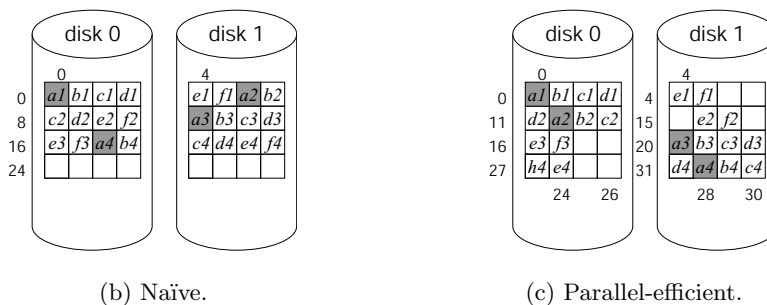 disk 0 disk 1
0 4
0 a1 b1 c1 d1 e1 f1 a2 b2
8 c2 d2 e2 f2 a3 b3 c3 d3
16 e3 f3 a4 b4 c4 d4 e4 f4
24
(b) Naïve.
disk 0 disk 1
0 4
0 a1 b1 c1 d1 4 e1 f1
11 d2 a2 b2 c2 15 e2 f2
16 e3 f3 20 a3 b3 c3 d3
27 h4 e4 31 d4 a4 b4 c4
24 26 28 30
(c) Parallel-efficient.